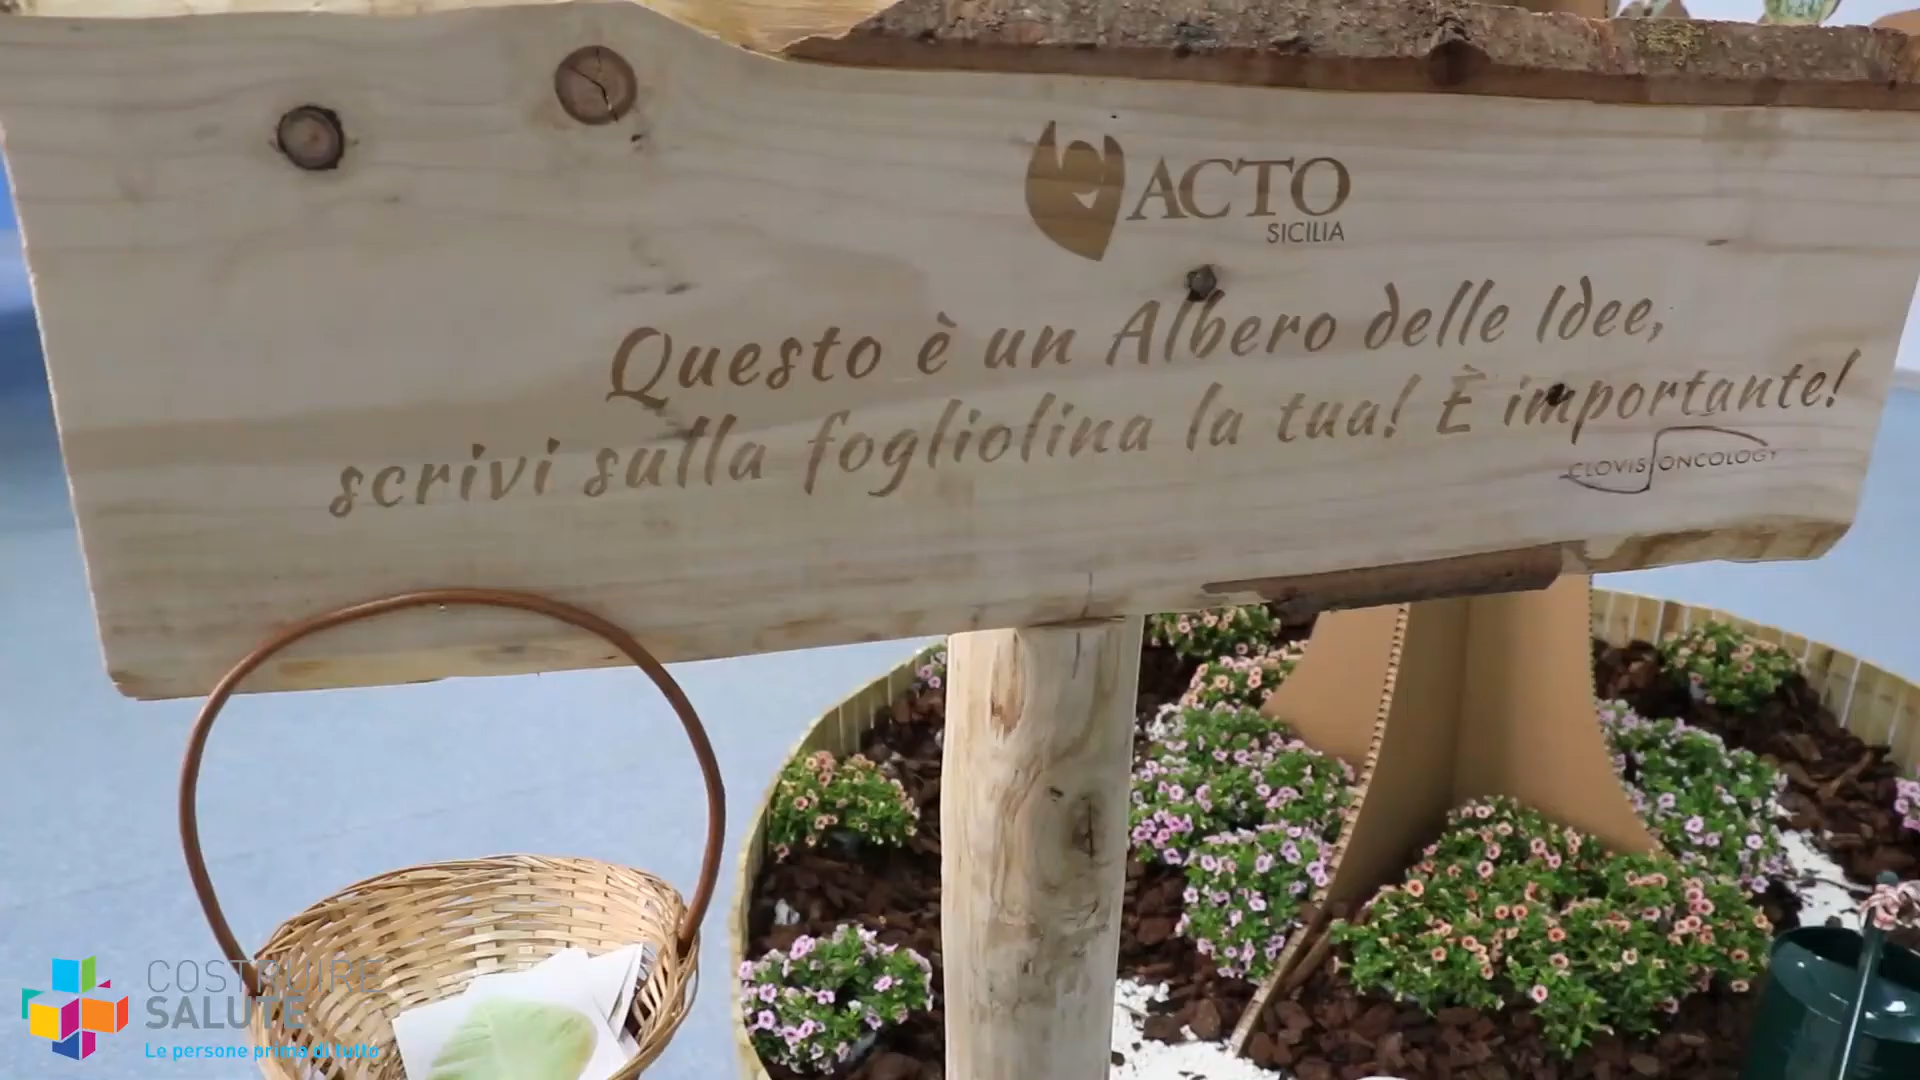 ACTO
SICILIA
Questo è un Albero delle Idee,
scrivi sulla fogliolina la tua! È importante!
CLOVIS ONCOLOGY
COSTRUIRE
SALUTE
Le persone prima di tutto